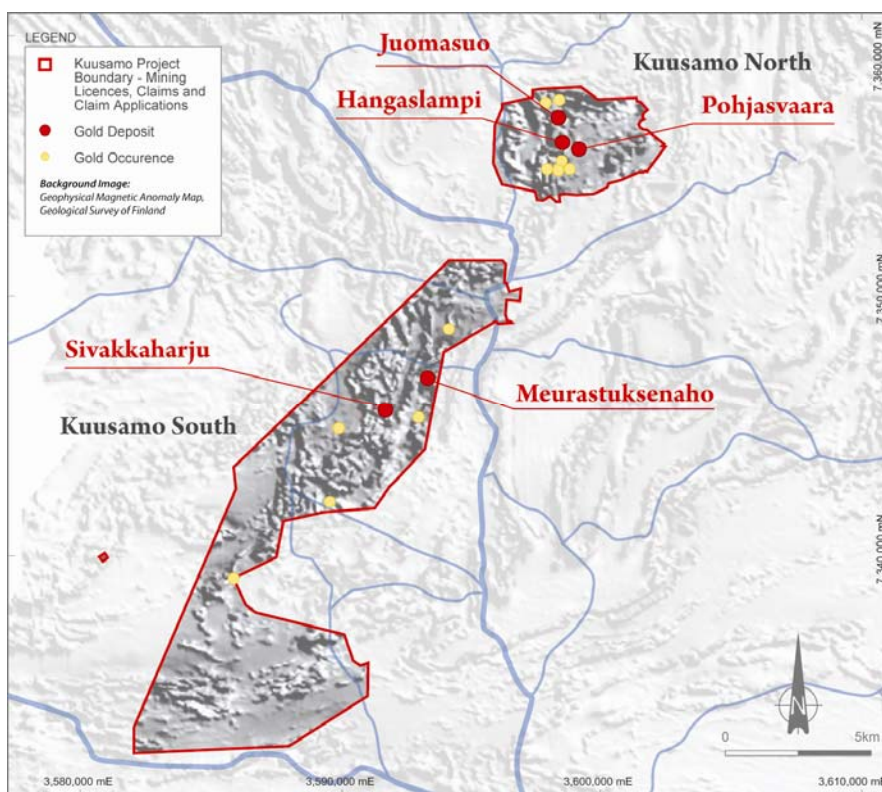 LEGEND
Kuusamo Project
Boundary - Mining
Licences, Claims and
Claim Applications
Gold Deposit
Gold Occurence
Background Image:
Geophysical Magnetic Anomaly Map,
Geological Survey of Finland
Juomasuo
Kuusamo North
Hangaslampi
Pohjasvaara
7,360,000 mN
7,350,000 mN
Sivakkaharju
Meurastuksenaho
Kuusamo South
7,340,000 mN
N
0
5km
3,580,000 mE
3,590,000 mE
3,600,000 mE
3,610,000 mE